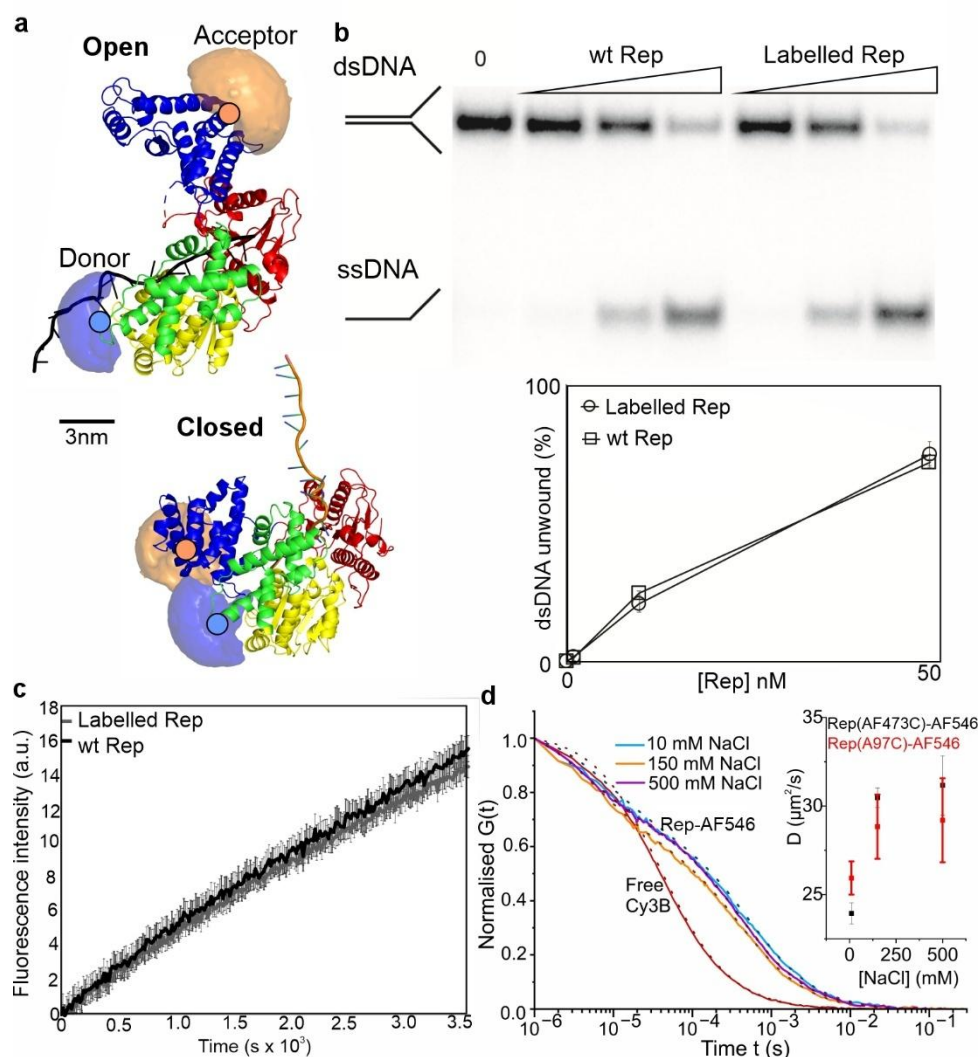 a
Open
Acceptor
Donor
3nm
Closed
b
dsDNA
0
wt Rep
Labelled Rep
ssDNA
100
Labelled Rep
wt Rep
dsDNA unwound (%)
0
0
[Rep] nM
50
c
18
16
14
12
10
8
6
4
2
0
Labelled Rep
wt Rep
Fluorescence intensity (a.u.)
0
1.0
1.5
2.0
2.5
3.0
3.5
Time (s x 10³)
d
1.0
0.8
0.6
0.4
0.2
0.0
Normalised G(t)
10 mM NaCl
150 mM NaCl
500 mM NaCl
Rep-AF546
Free
Cy3B
10⁻⁶
10⁻⁵
10⁻⁴
10⁻³
10⁻²
10⁻¹
Time t (s)
35
30
25
D (µm²/s)
Rep(AF473C)-AF546
Rep(A97C)-AF546
0
250
500
[NaCl] (mM)